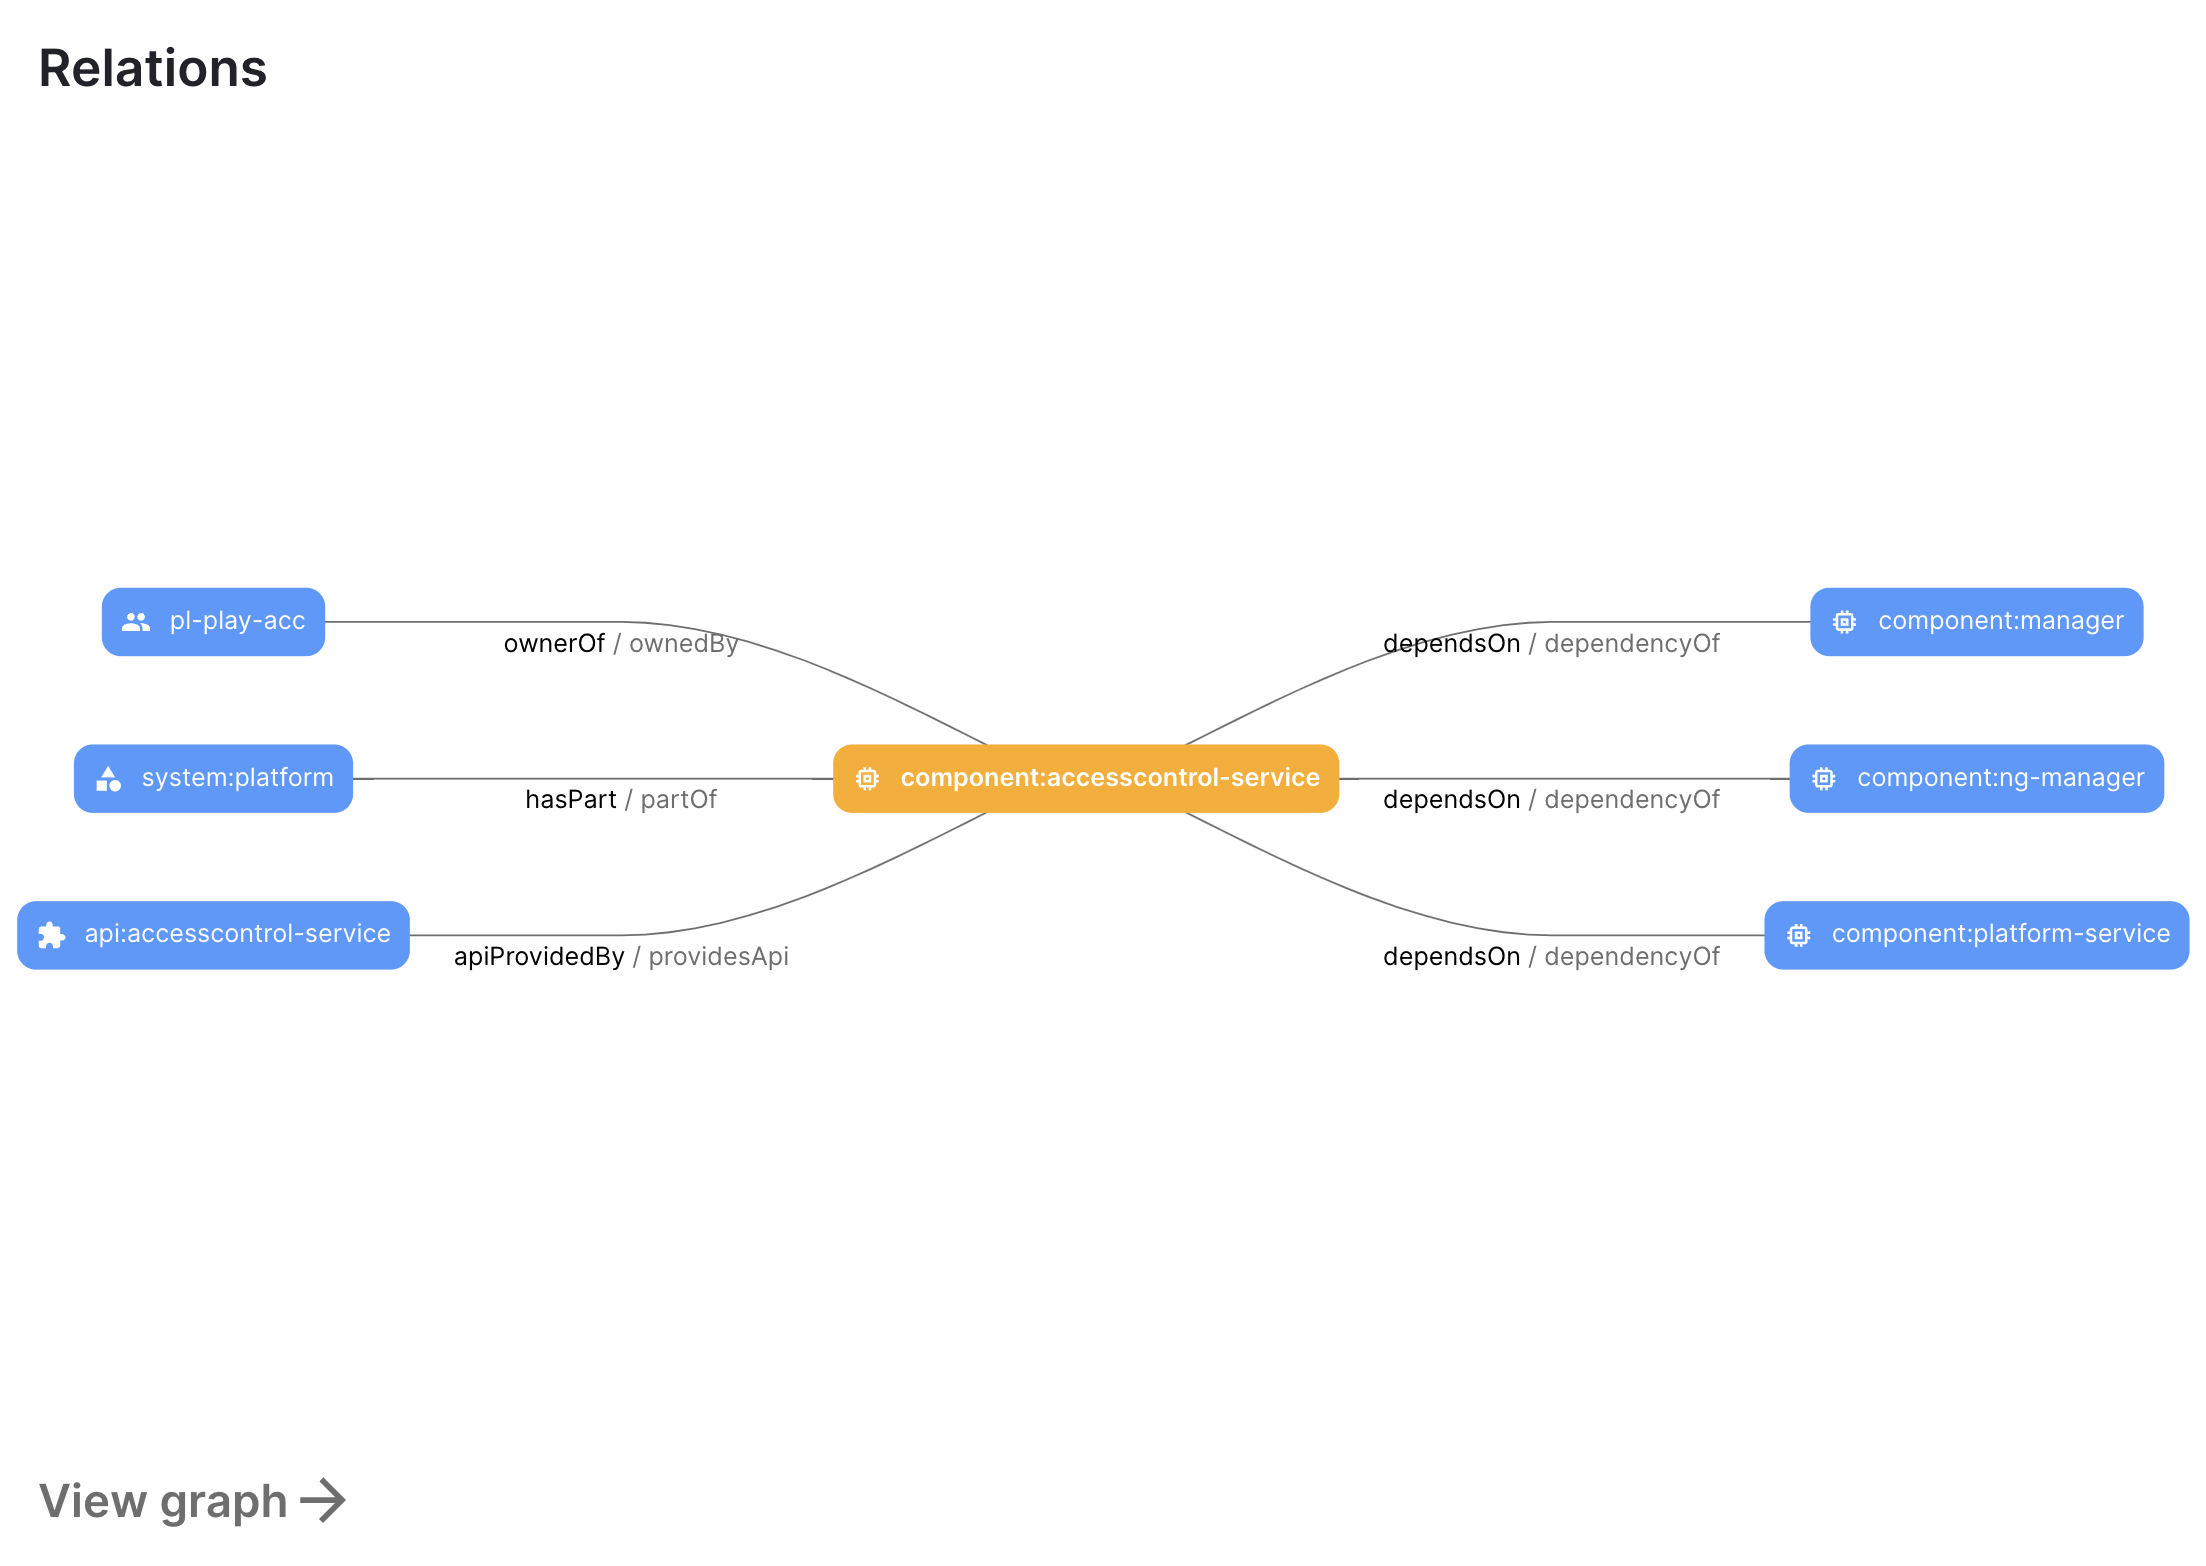 Relations
pl-play-acc
ownerOf / ownedBy
dependsOn / dependencyOf
component:manager
system:platform
hasPart / partOf
component:accesscontrol-service
dependsOn / dependencyOf
component:ng-manager
api:accesscontrol-service
apiProvidedBy / providesApi
dependsOn / dependencyOf
component:platform-service
View graph